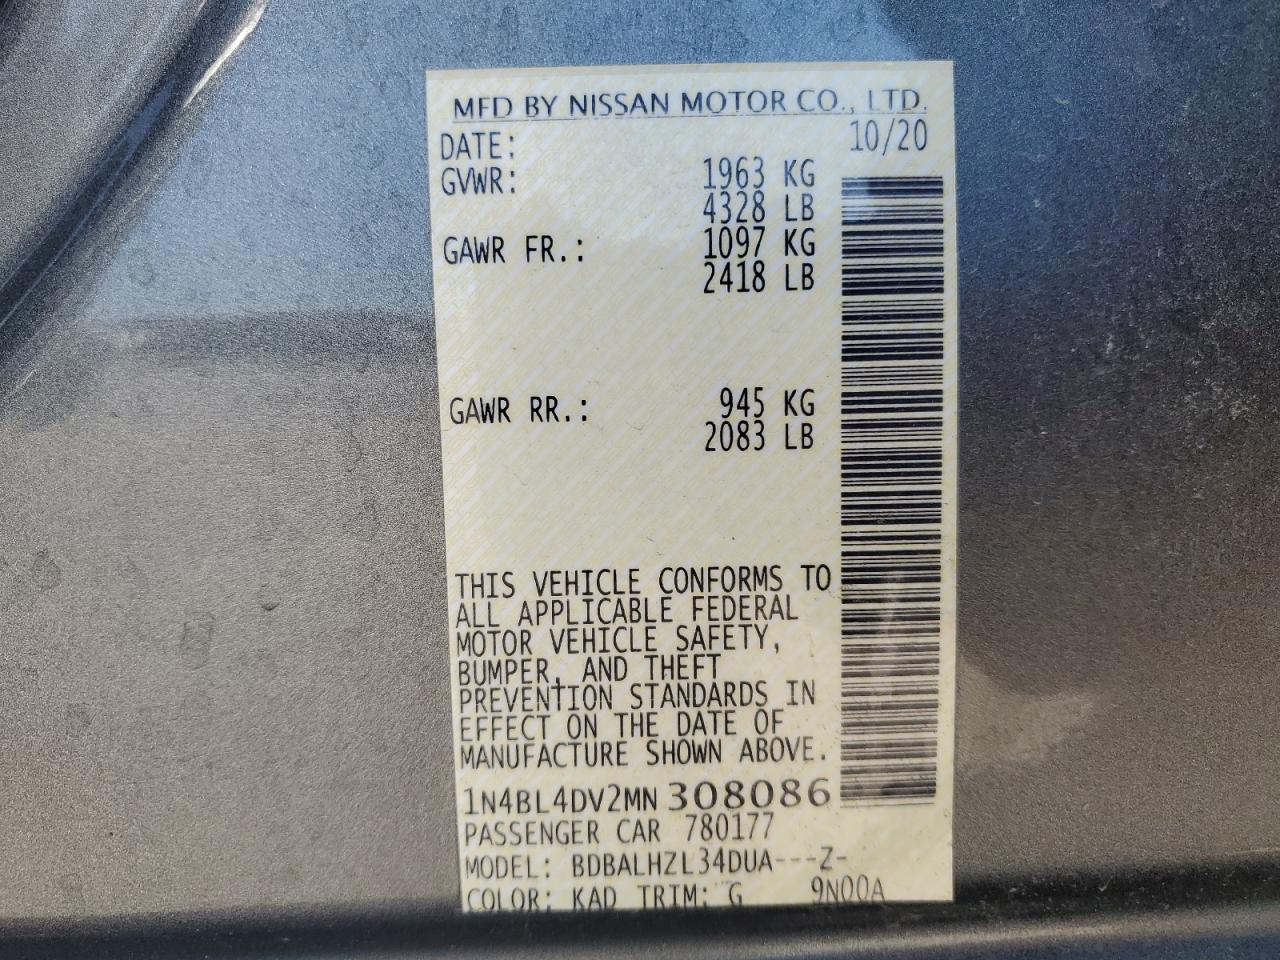 MFD BY NISSAN MOTOR CO., LTD.
DATE: 10/20
GVWR: 1963 KG
4328 LB
GAWR FR.: 1097 KG
2418 LB
GAWR RR.: 945 KG
2083 LB
THIS VEHICLE CONFORMS TO
ALL APPLICABLE FEDERAL
MOTOR VEHICLE SAFETY,
BUMPER, AND THEFT
PREVENTION STANDARDS IN
EFFECT ON THE DATE OF
MANUFACTURE SHOWN ABOVE.
1N4BL4DV2MN 308086
PASSENGER CAR 780177
MODEL: BDBALHZL34DUA---Z-
COLOR: KAD TRIM: G 9N00A